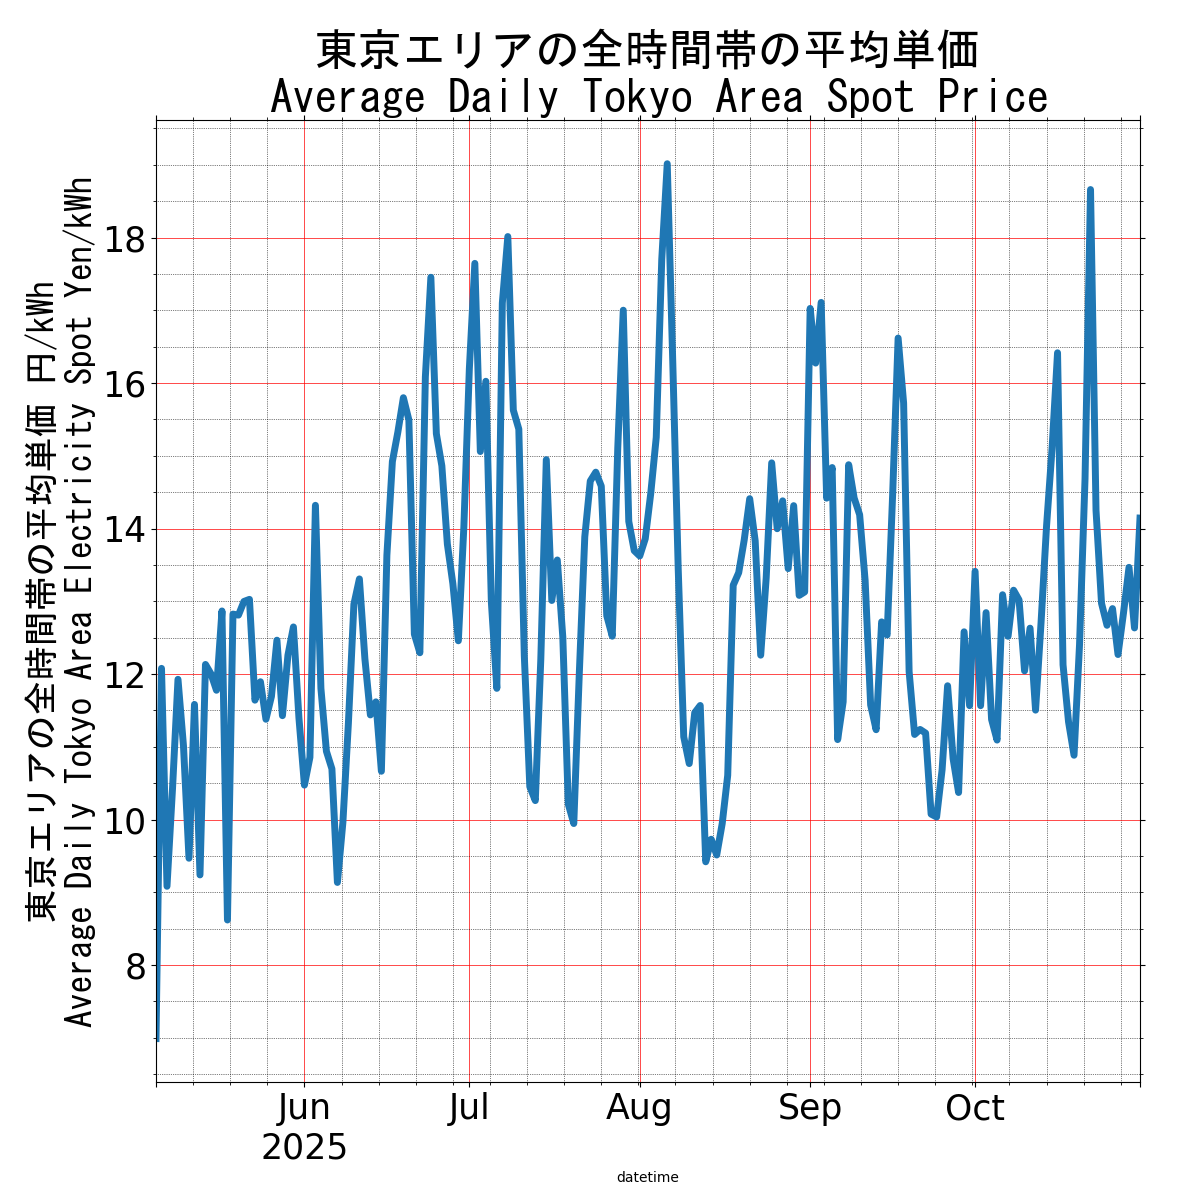 東京エリアの全時間帯の平均単価
Average Daily Tokyo Area Spot Price
東京エリアの全時間帯の平均単価 円/kWh
Average Daily Tokyo Area Electricity Spot Yen/kWh
18
16
14
12
10
8
Jun
2025
Jul
Aug
Sep
Oct
datetime